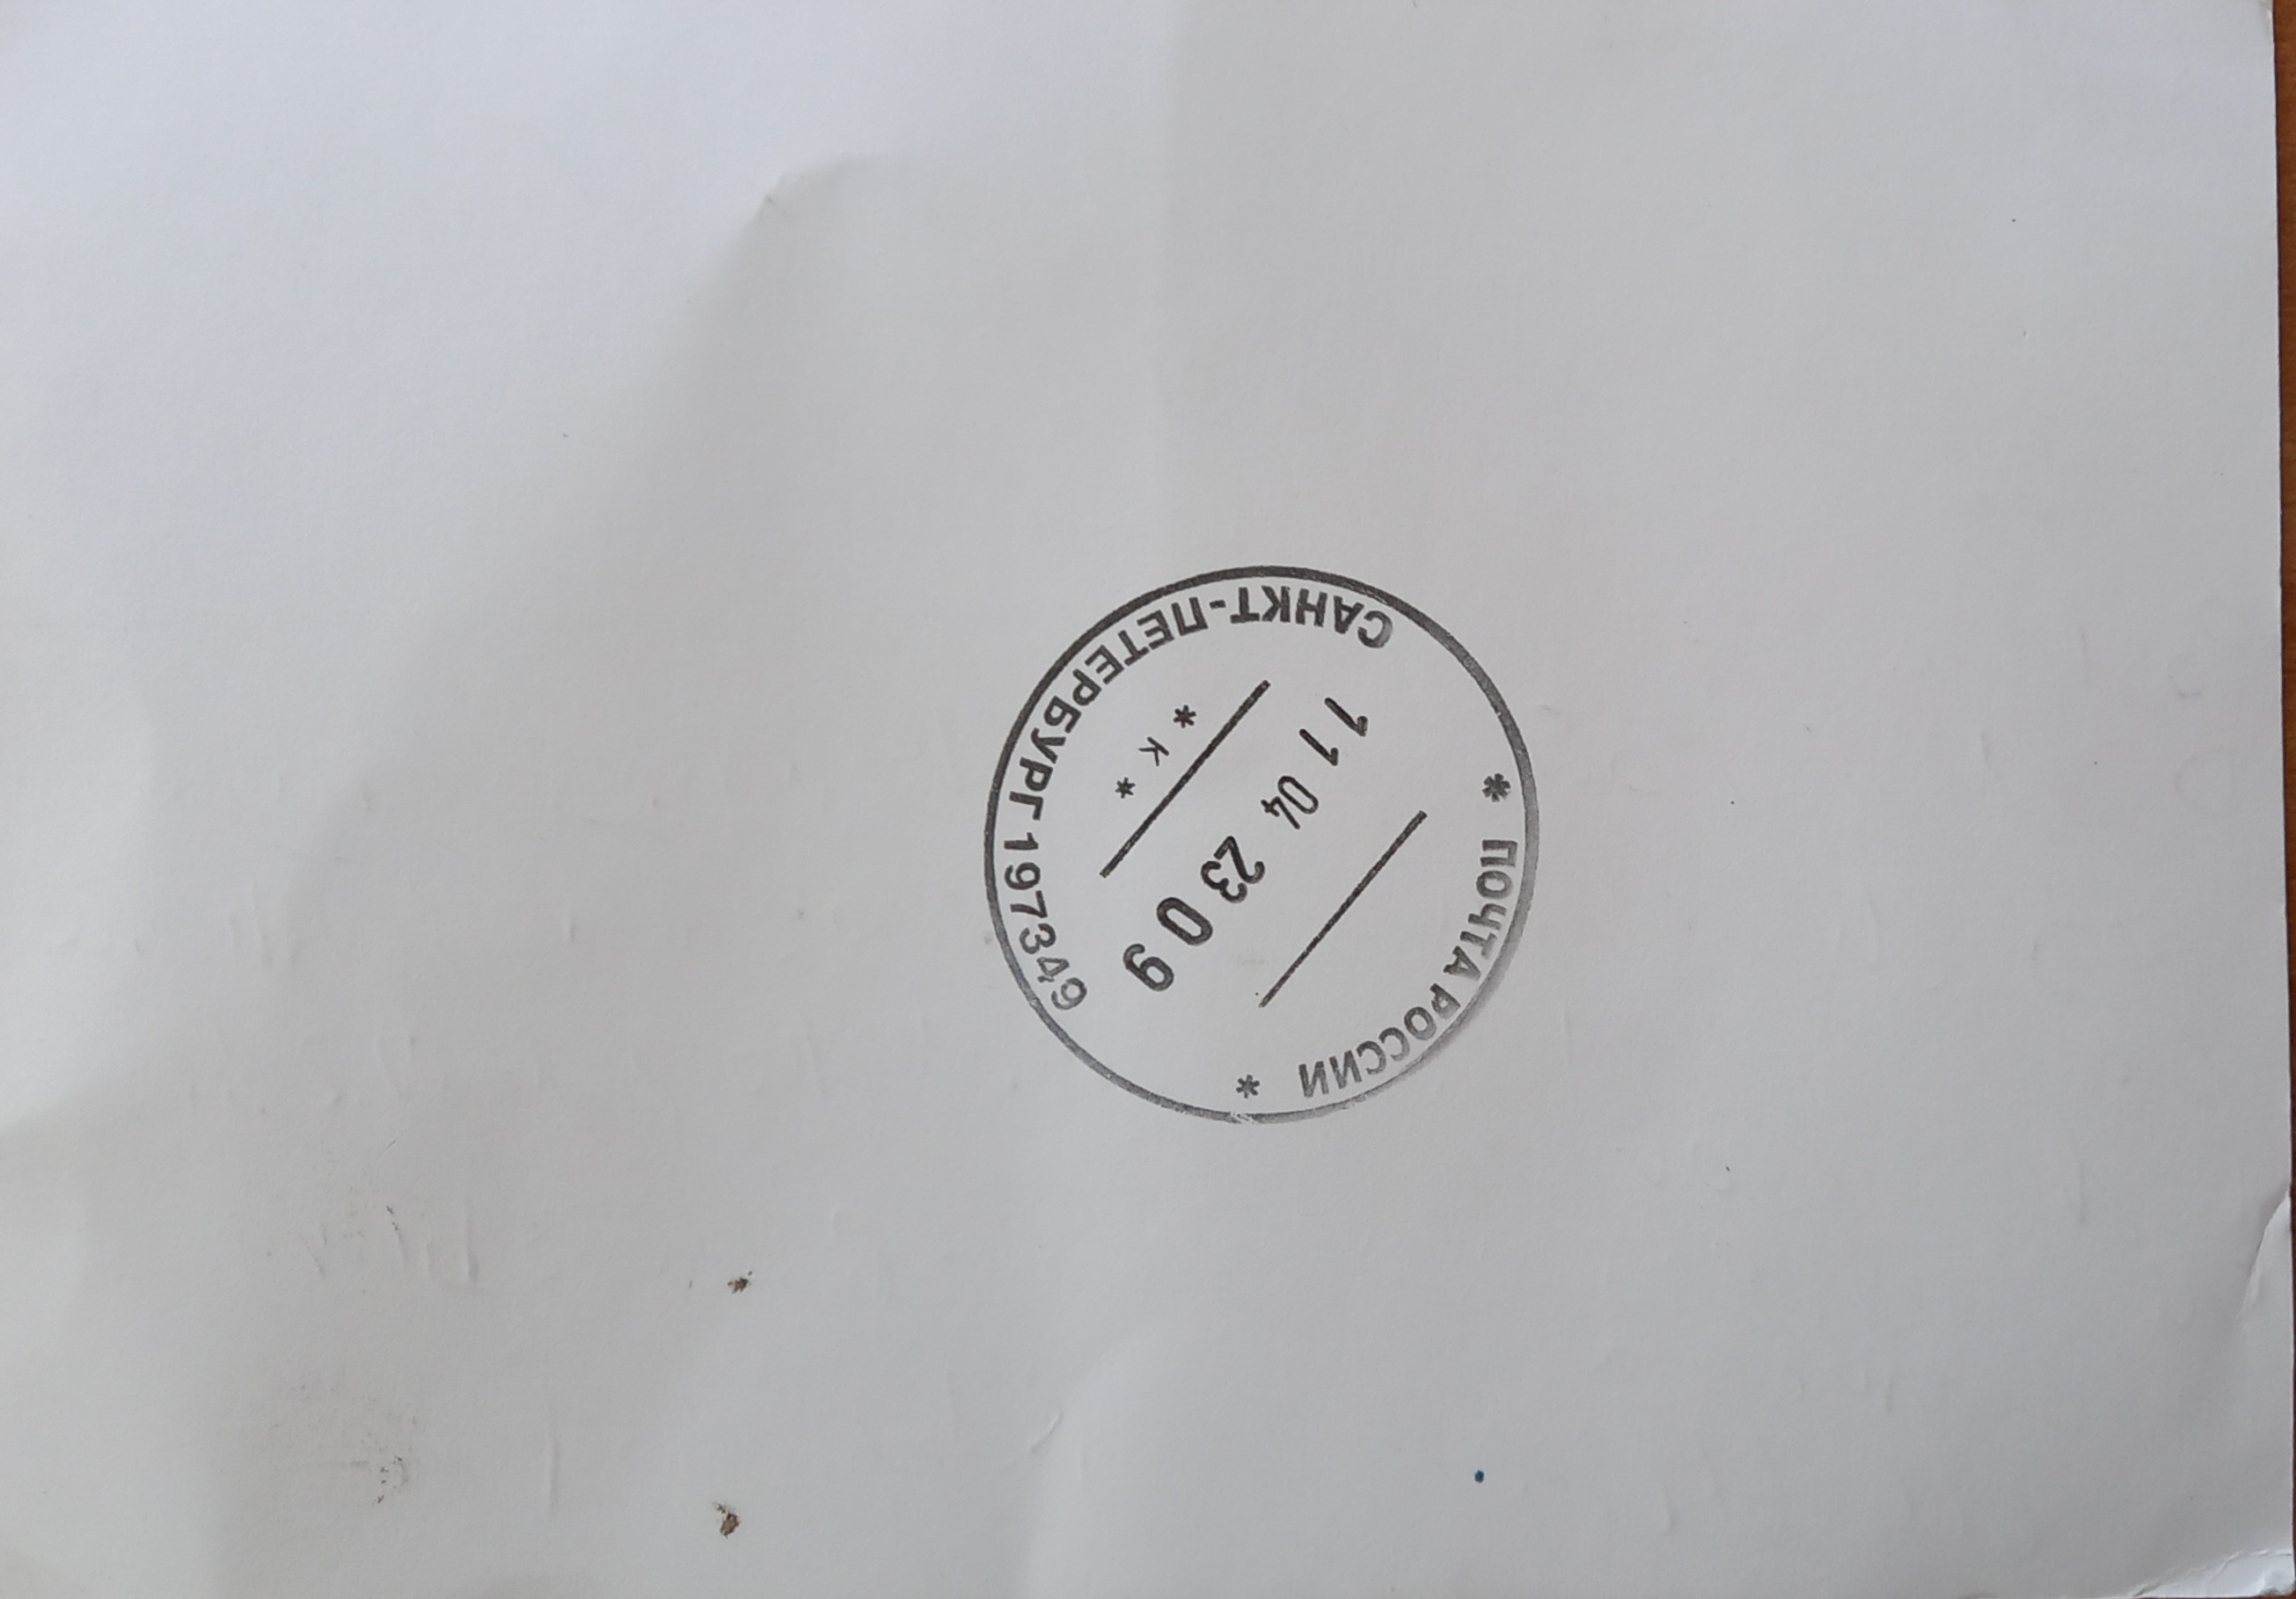 * ПОЧТА РОССИИ *
11 04 23 09
* К *
САНКТ-ПЕТЕРБУРГ 197349